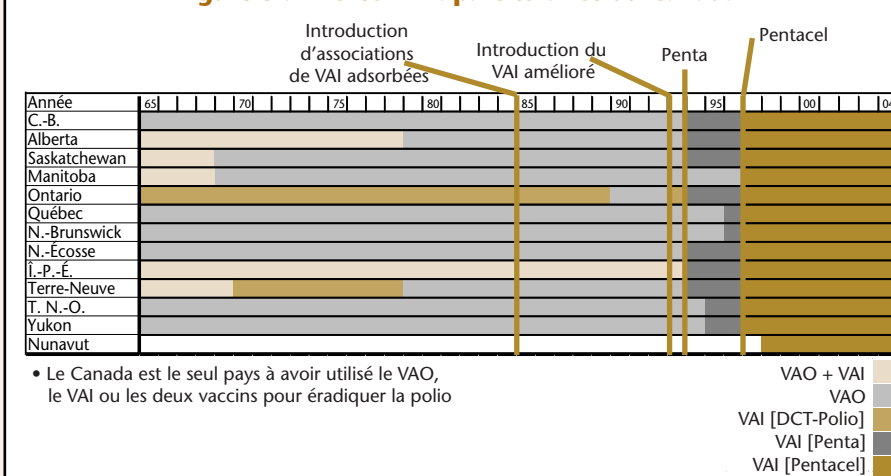 Introduction
d'associations
de VAI adsorbées
Introduction du
VAI amélioré
Penta
Pentacel
Année 65 70 75 80 85 90 95 00 04
C.-B.
Alberta
Saskatchewan
Manitoba
Ontario
Québec
N.-Brunswick
N.-Écosse
Î.-P.-É.
Terre-Neuve
T. N.-O.
Yukon
Nunavut
• Le Canada est le seul pays à avoir utilisé le VAO,
le VAI ou les deux vaccins pour éradiquer la polio
VAO + VAI
VAO
VAI [DCT-Polio]
VAI [Penta]
VAI [Pentacel]